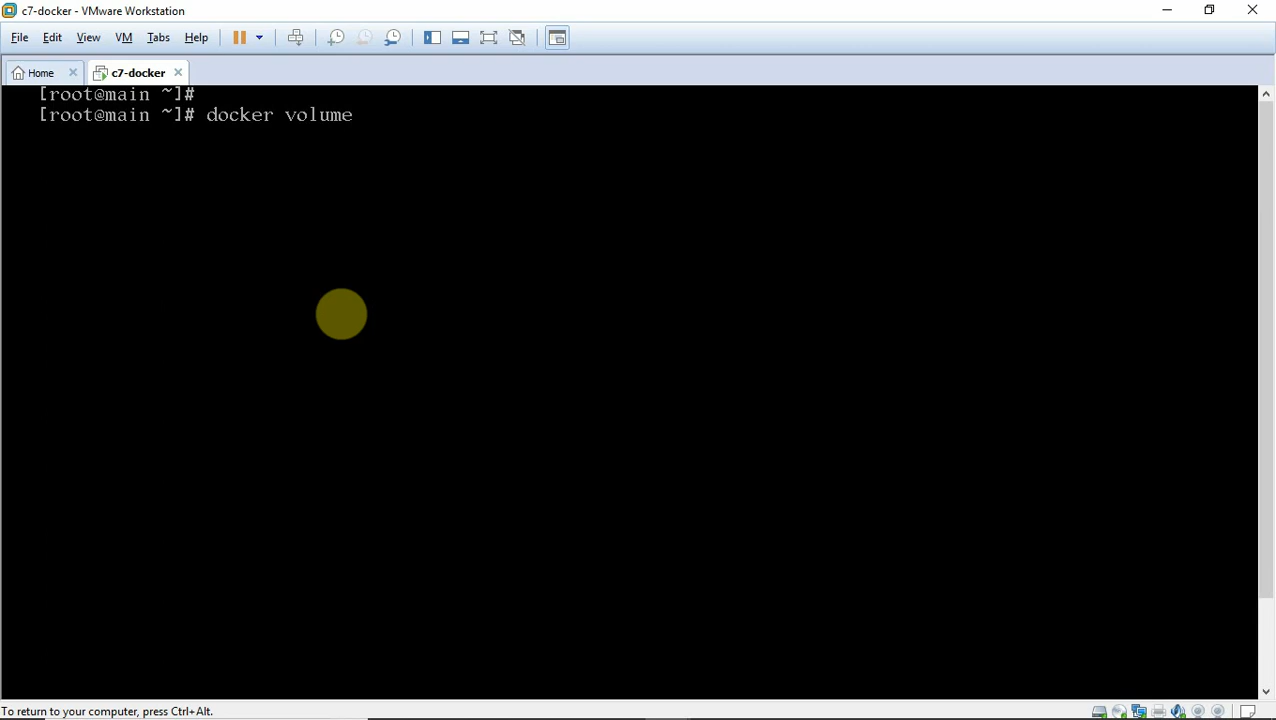 c7-docker - VMware Workstation
File Edit View VM Tabs Help
Home c7-docker
[root@main ~]#
[root@main ~]# docker volume
To return to your computer, press Ctrl+Alt.